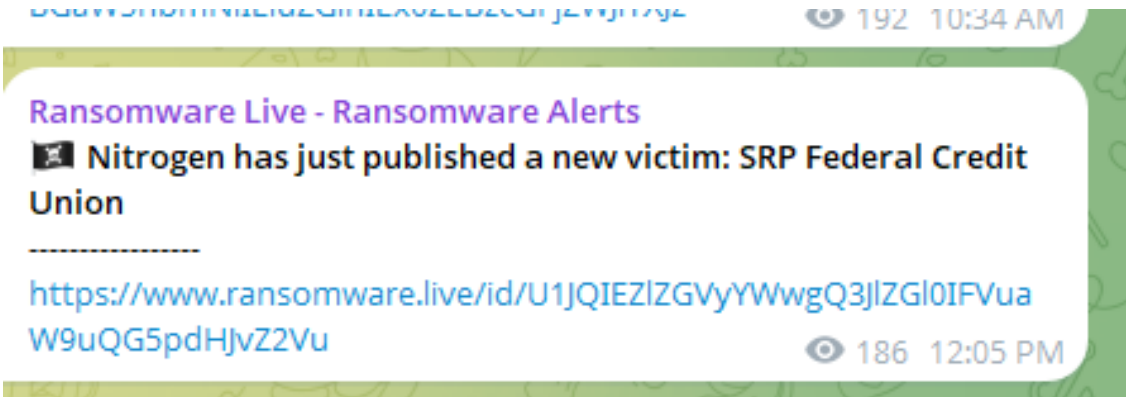 192 10:34 AM
Ransomware Live - Ransomware Alerts
🏴‍☠️ Nitrogen has just published a new victim: SRP Federal Credit
Union
-----------------
https://www.ransomware.live/id/U1JQIEZlZGVyYWwgQ3JlZGl0IFVua
W9uQG5pdHJvZ2Vu
186 12:05 PM